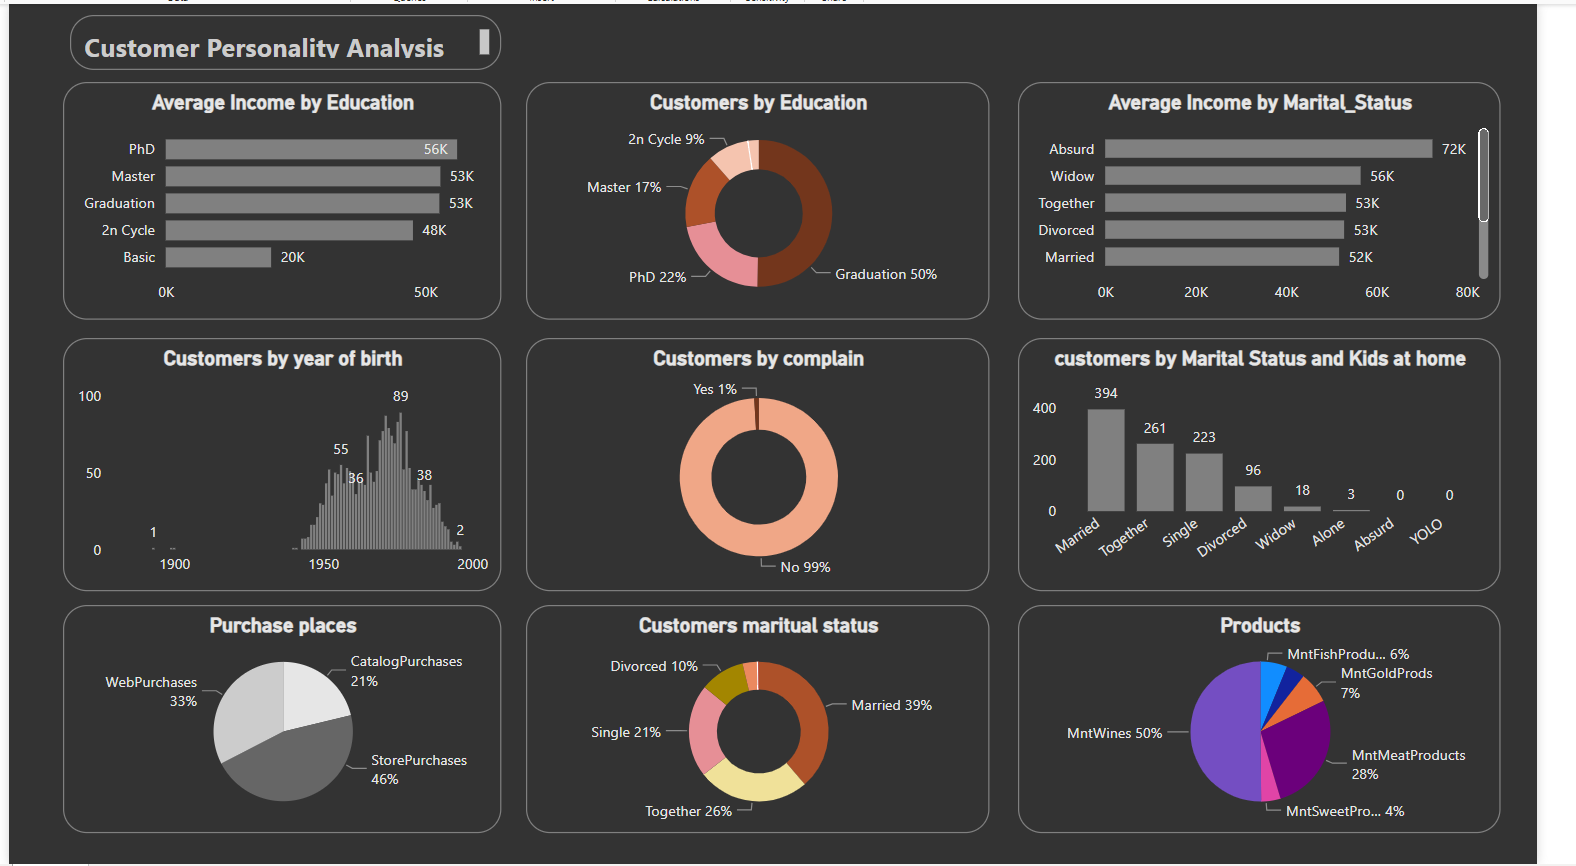 Customer Personality Analysis
Average Income by Education
PhD 56K
Master 53K
Graduation 53K
2n Cycle 48K
Basic 20K
0K 50K
Customers by Education
2n Cycle 9%
Master 17%
PhD 22%
Graduation 50%
Average Income by Marital_Status
Absurd 72K
Widow 56K
Together 53K
Divorced 53K
Married 52K
0K 20K 40K 60K 80K
Customers by year of birth
100
50
0
89
55
36
38
1
2
1900 1950 2000
Customers by complain
Yes 1%
No 99%
customers by Marital Status and Kids at home
400
200
0
394
261
223
96
18
3
0
0
Married
Together
Single
Divorced
Widow
Alone
Absurd
YOLO
Purchase places
CatalogPurchases
21%
WebPurchases
33%
StorePurchases
46%
Customers maritual status
Divorced 10%
Married 39%
Single 21%
Together 26%
Products
MntFishProdu... 6%
MntGoldProds
7%
MntWines 50%
MntMeatProducts
28%
MntSweetPro... 4%